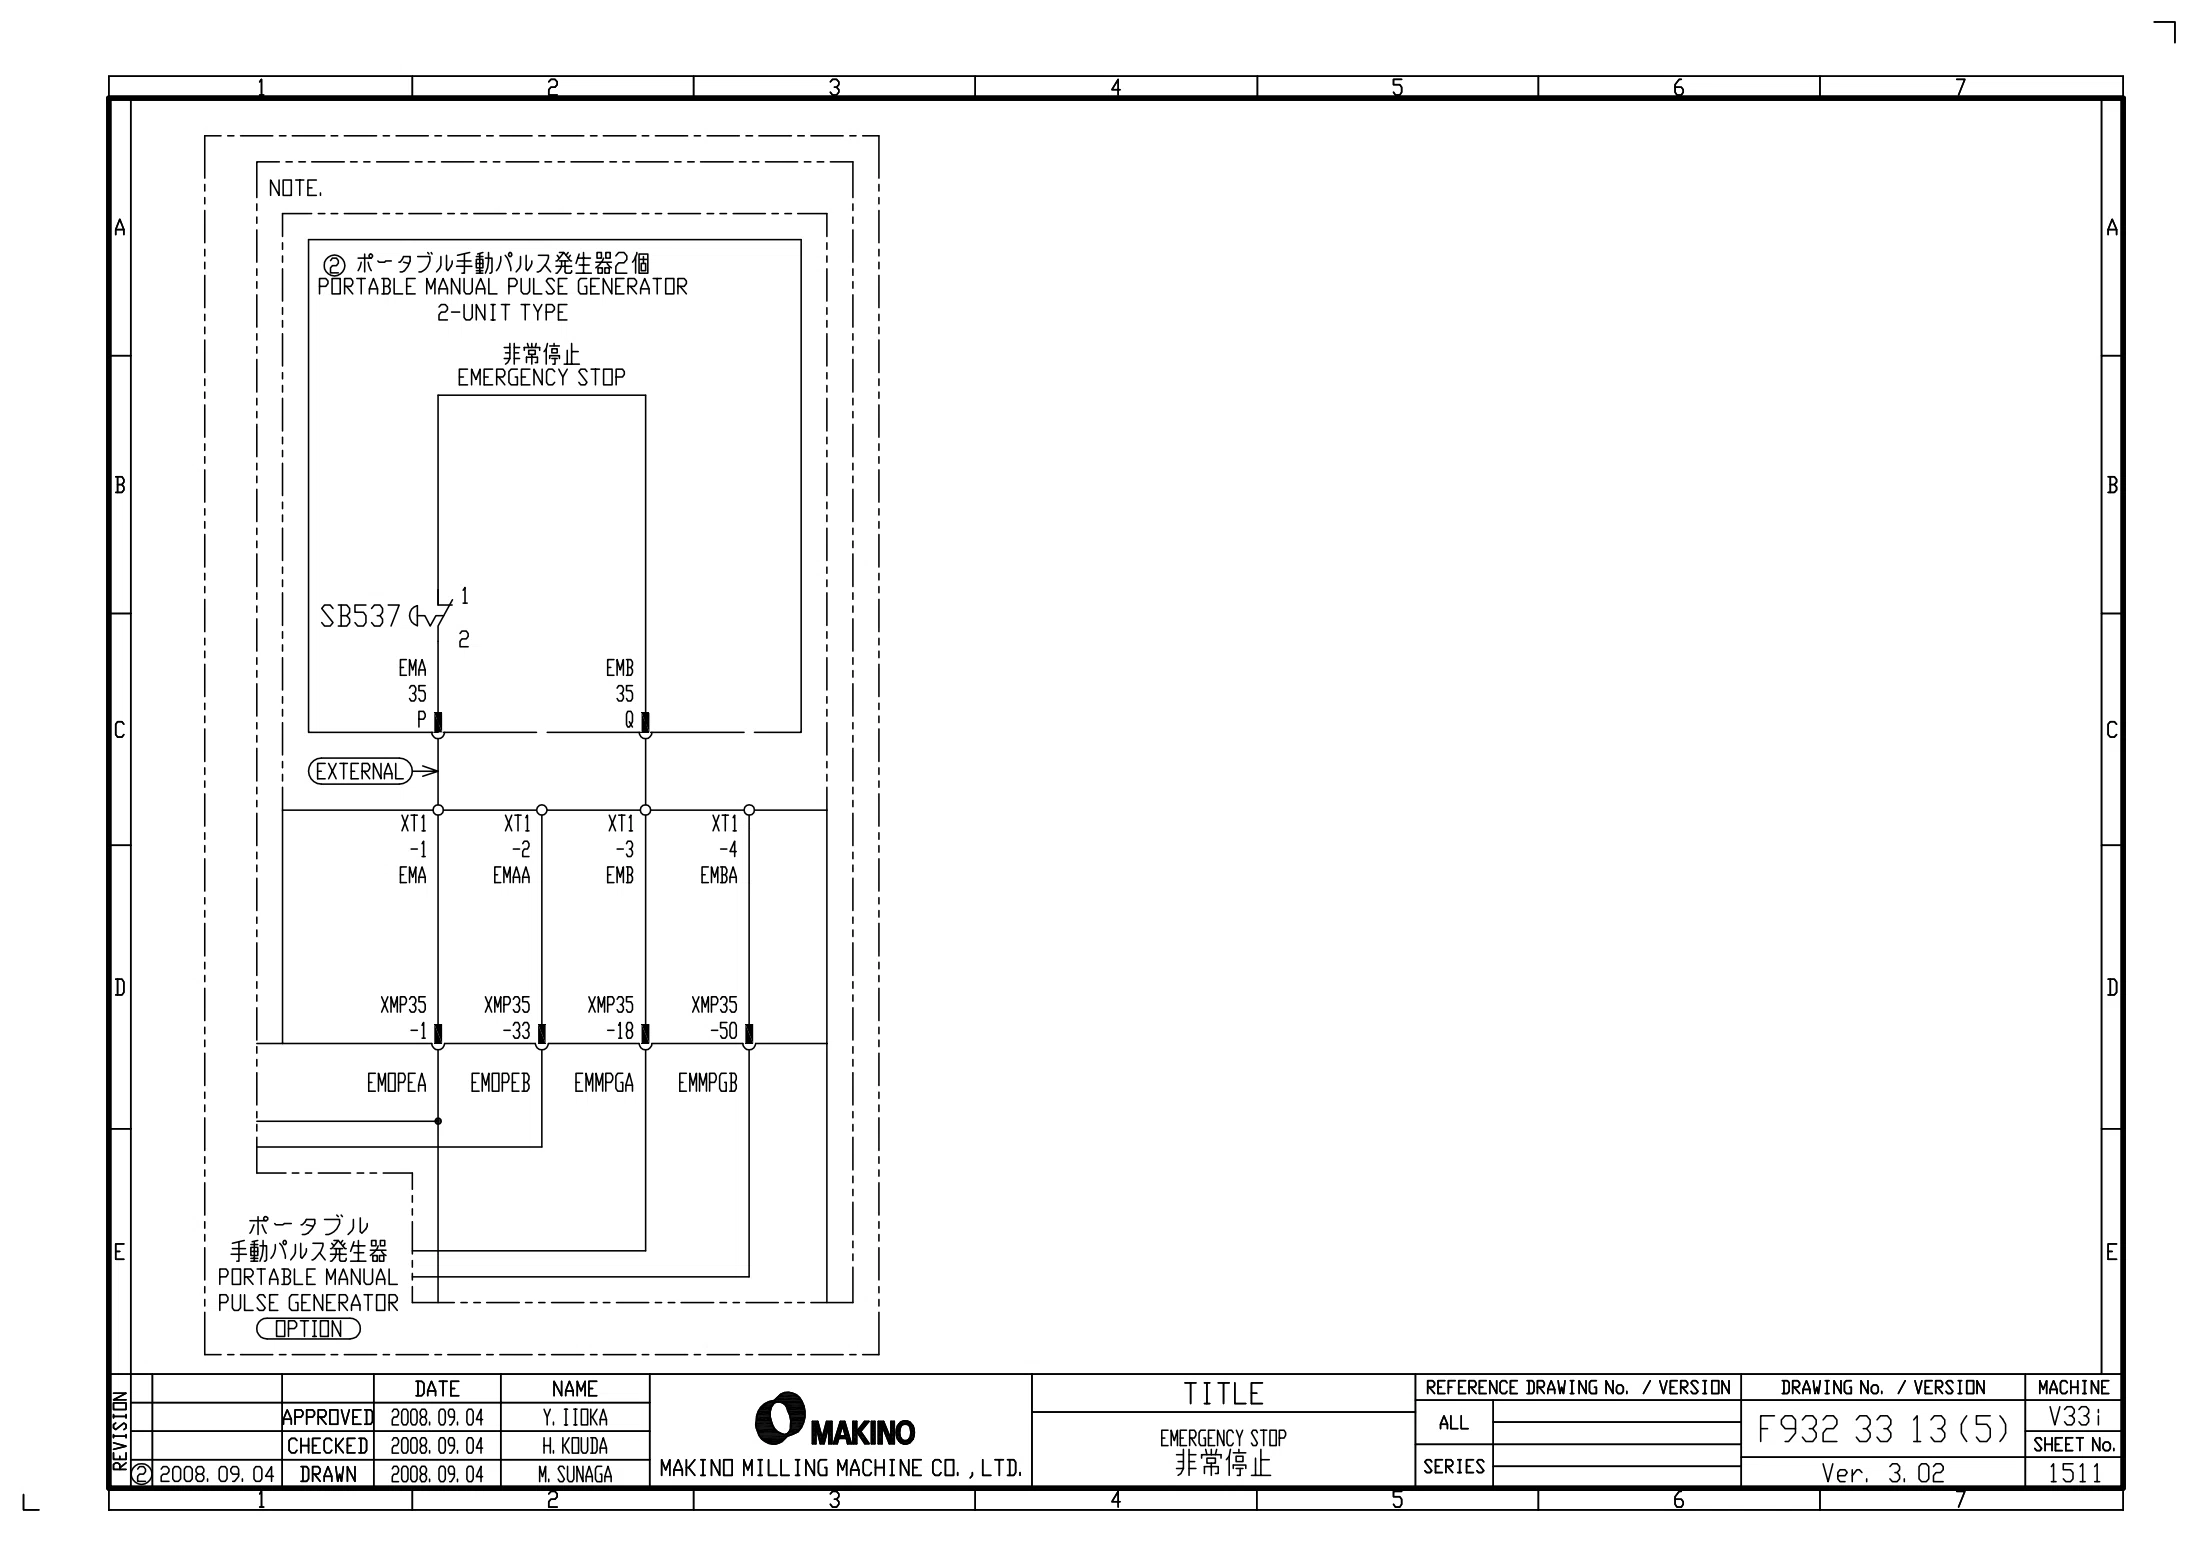 1 2 3 4 5 6 7
A A
NOTE.
② ポータブル手動パルス発生器2個
PORTABLE MANUAL PULSE GENERATOR
2-UNIT TYPE
非常停止
EMERGENCY STOP
B B
1
SB537
2
EMA EMB
35 35
P Q
C C
EXTERNAL
XT1 XT1 XT1 XT1
-1 -2 -3 -4
EMA EMAA EMB EMBA
D D
XMP35 XMP35 XMP35 XMP35
-1 -33 -18 -50
EMOPEA EMOPEB EMMPGA EMMPGB
E E
ポータブル
手動パルス発生器
PORTABLE MANUAL
PULSE GENERATOR
OPTION
REVISION
② 2008.09.04
DATE NAME
APPROVED 2008.09.04 Y. IIOKA
CHECKED 2008.09.04 H. KOUDA
DRAWN 2008.09.04 M. SUNAGA
MAKINO
MAKINO MILLING MACHINE CO.,LTD.
TITLE
EMERGENCY STOP
非常停止
REFERENCE DRAWING No. / VERSION
ALL
SERIES
DRAWING No. / VERSION
F932 33 13(5)
Ver. 3.02
MACHINE
V33i
SHEET No.
1511
1 2 3 4 5 6 7